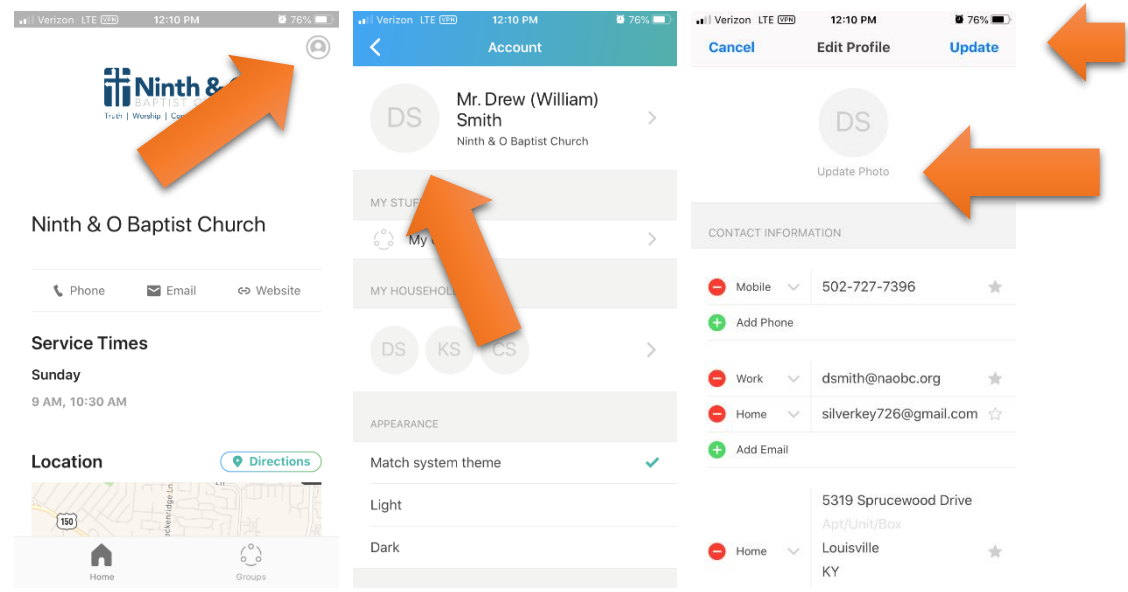 Verizon LTE VPN 12:10 PM 76%
Ninth &
BAPTIST
Truth | Worship |
Ninth & O Baptist Church
Phone Email Website
Service Times
Sunday
9 AM, 10:30 AM
Location Directions
150
Home Groups
Verizon LTE VPN 12:10 PM 76%
Account
DS
Mr. Drew (William)
Smith
Ninth & O Baptist Church
MY STUF
My
MY HOUSEHOL
DS KS CS
APPEARANCE
Match system theme
Light
Dark
Verizon LTE VPN 12:10 PM 76%
Cancel Edit Profile Update
DS
Update Photo
CONTACT INFORMATION
Mobile 502-727-7396
Add Phone
Work dsmith@naobc.org
Home silverkey726@gmail.com
Add Email
5319 Sprucewood Drive
Apt/Unit/Box
Home Louisville
KY